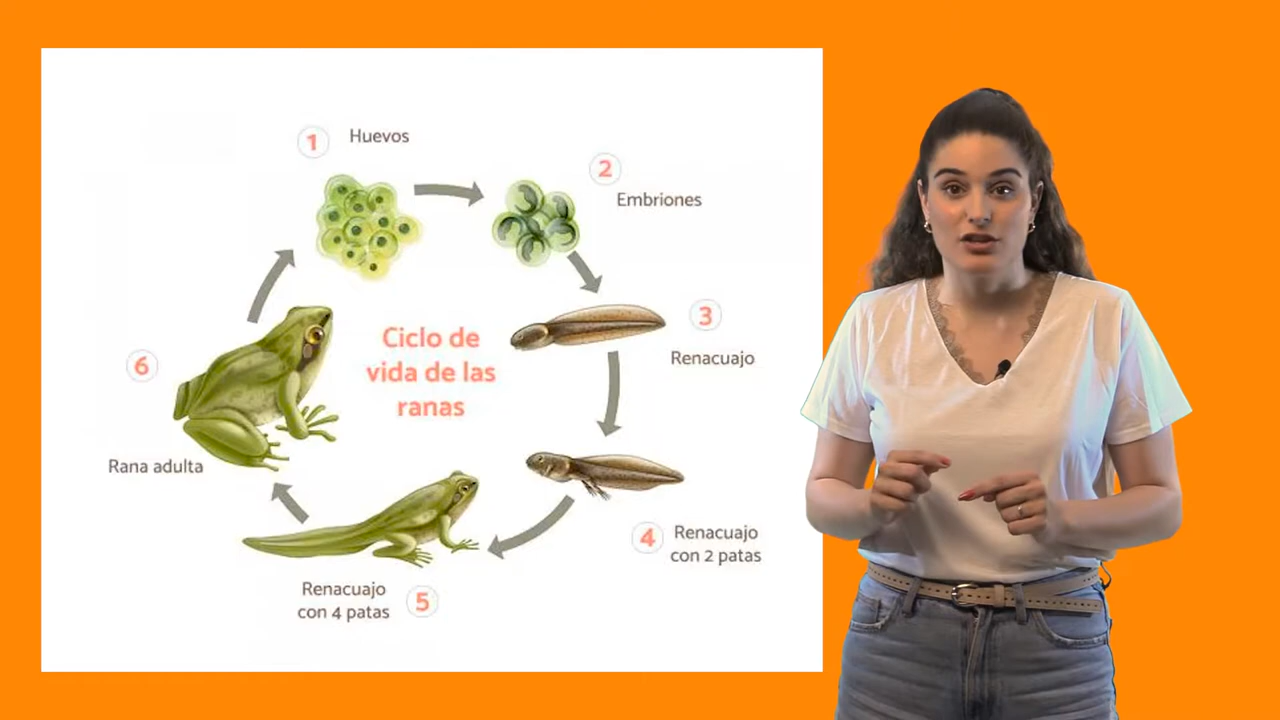 1 Huevos
2
Embriones
3
Renacuajo
Ciclo de
vida de las
ranas
6
Rana adulta
4 Renacuajo
con 2 patas
Renacuajo
con 4 patas
5